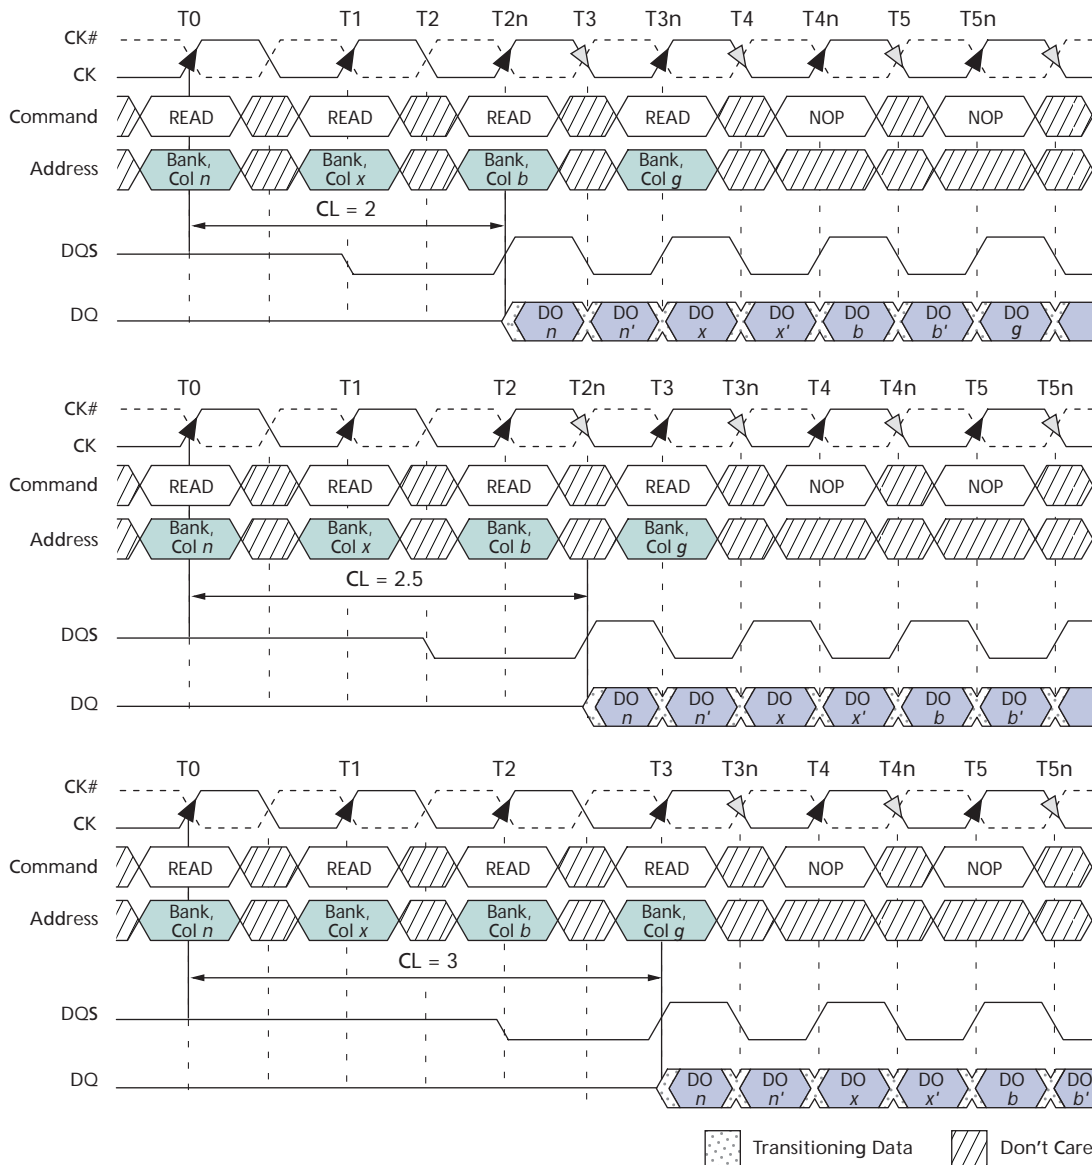 T0 T1 T2 T2n T3 T3n T4 T4n T5 T5n
CK#
CK
Command READ READ READ READ NOP NOP
Address Bank, Col n Bank, Col x Bank, Col b Bank, Col g
CL = 2
DQS
DQ DO n DO n' DO x DO x' DO b DO b' DO g
T0 T1 T2 T2n T3 T3n T4 T4n T5 T5n
CK#
CK
Command READ READ READ READ NOP NOP
Address Bank, Col n Bank, Col x Bank, Col b Bank, Col g
CL = 2.5
DQS
DQ DO n DO n' DO x DO x' DO b DO b'
T0 T1 T2 T3 T3n T4 T4n T5 T5n
CK#
CK
Command READ READ READ READ NOP NOP
Address Bank, Col n Bank, Col x Bank, Col b Bank, Col g
CL = 3
DQS
DQ DO n DO n' DO x DO x' DO b DO b'
Transitioning Data Don't Care